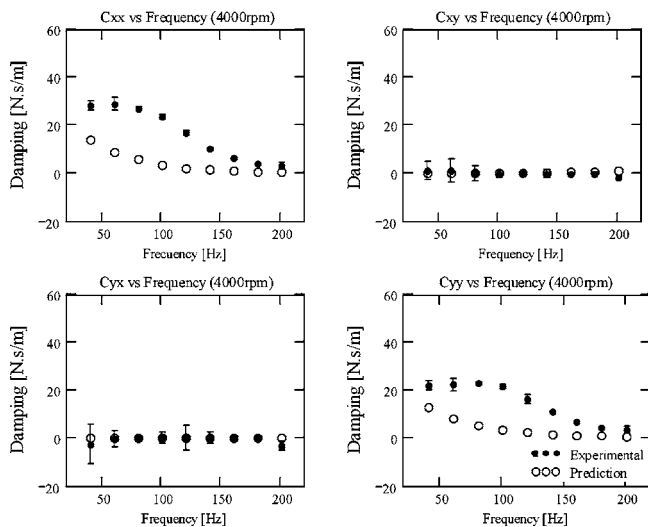 Cxx vs Frequency (4000rpm)
Damping [N.s/m]
60
40
20
0
−20
50
100
150
200
Frecuency [Hz]
Cxy vs Frequency (4000rpm)
Damping [N.s/m]
60
40
20
0
−20
50
100
150
200
Frecuency [Hz]
Cyx vs Frequency (4000rpm)
Damping [N.s/m]
60
40
20
0
−20
50
100
150
200
Frequency [Hz]
Cyy vs Frequency (4000rpm)
Damping [N.s/m]
60
40
20
0
−20
50
100
150
200
Frequency [Hz]
Experimental
Prediction